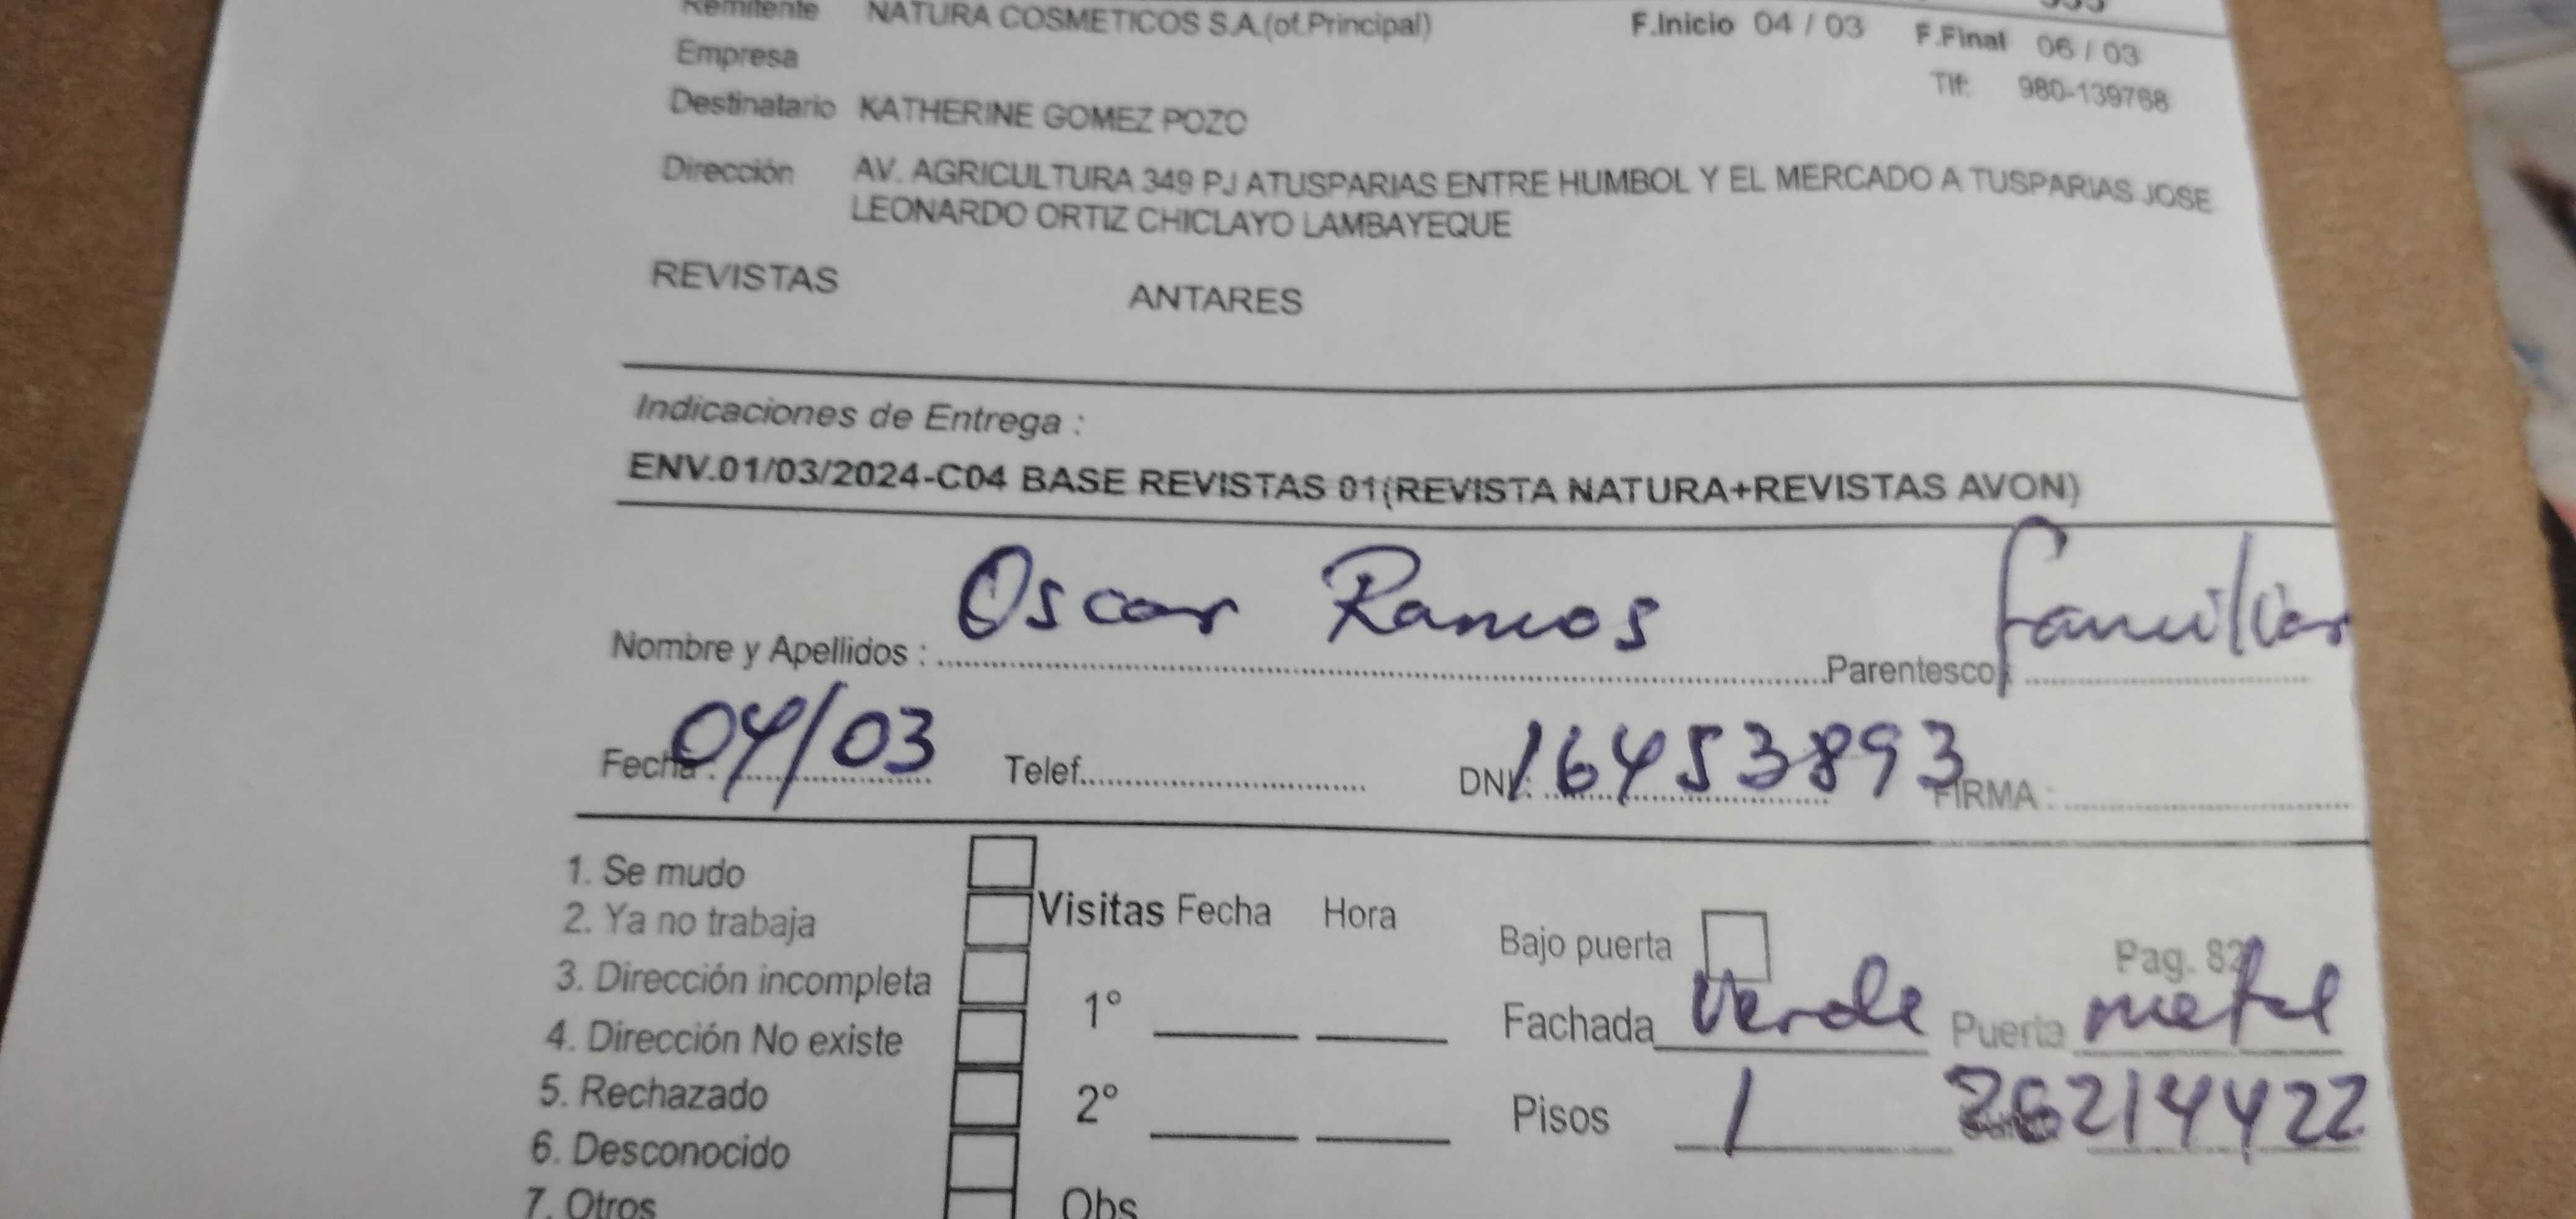 Remitente NATURA COSMETICOS S.A.(of.Principal) F.Inicio 04 / 03 F.Final 06 / 03
Empresa Tlf: 980-139768
Destinatario KATHERINE GOMEZ POZO
Dirección AV. AGRICULTURA 349 PJ ATUSPARIAS ENTRE HUMBOL Y EL MERCADO A TUSPARIAS JOSE
LEONARDO ORTIZ CHICLAYO LAMBAYEQUE
REVISTAS ANTARES
Indicaciones de Entrega :
ENV.01/03/2024-C04 BASE REVISTAS 01(REVISTA NATURA+REVISTAS AVON)
Nombre y Apellidos : Oscar Ramos Parentesco : familiar
Fecha : 04/03 Telef. DNI: 16453893 FIRMA :
1. Se mudo
2. Ya no trabaja Visitas Fecha Hora Bajo puerta Pag. 82
3. Dirección incompleta 1° Fachada Verde Puerta metal
4. Dirección No existe
5. Rechazado 2° Pisos 1 26214422
6. Desconocido
7. Otros Obs